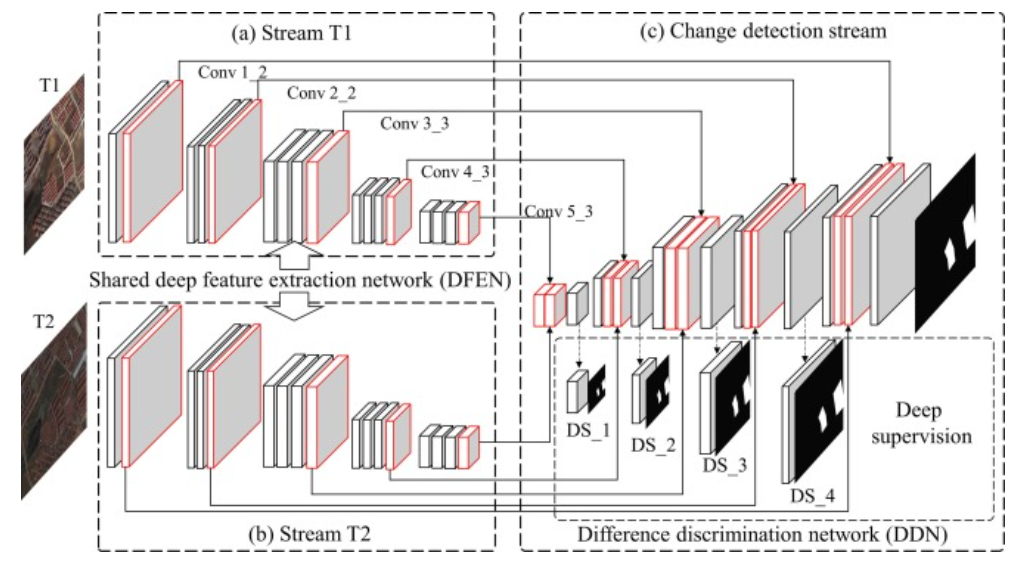 (a) Stream T1
(c) Change detection stream
T1
Conv 1_2
Conv 2_2
Conv 3_3
Conv 4_3
Conv 5_3
Shared deep feature extraction network (DFEN)
T2
DS_1
DS_2
DS_3
DS_4
Deep
supervision
(b) Stream T2
Difference discrimination network (DDN)